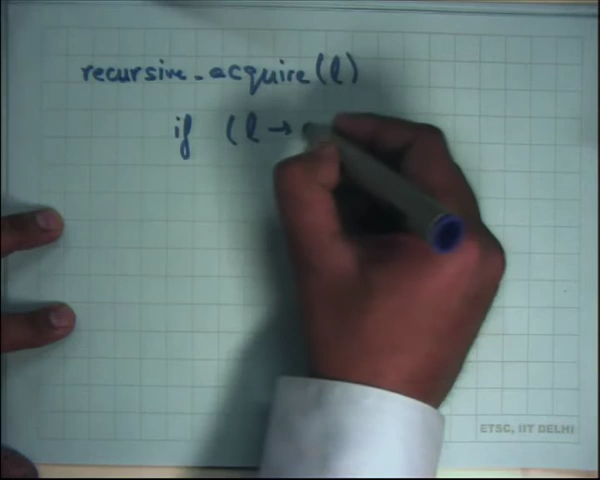 recursive_acquire(l)
if (l →
ETSC, IIT DELHI